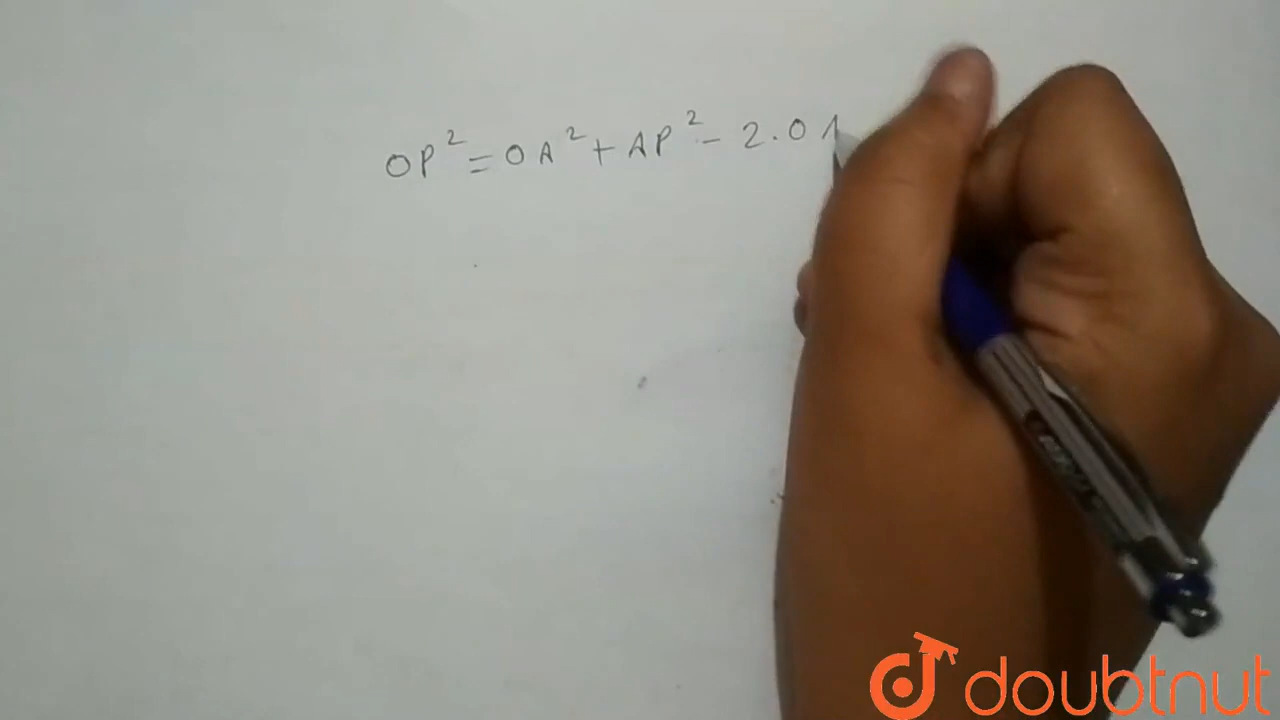 OP² = OA² + AP² - 2.OA
doubtnut